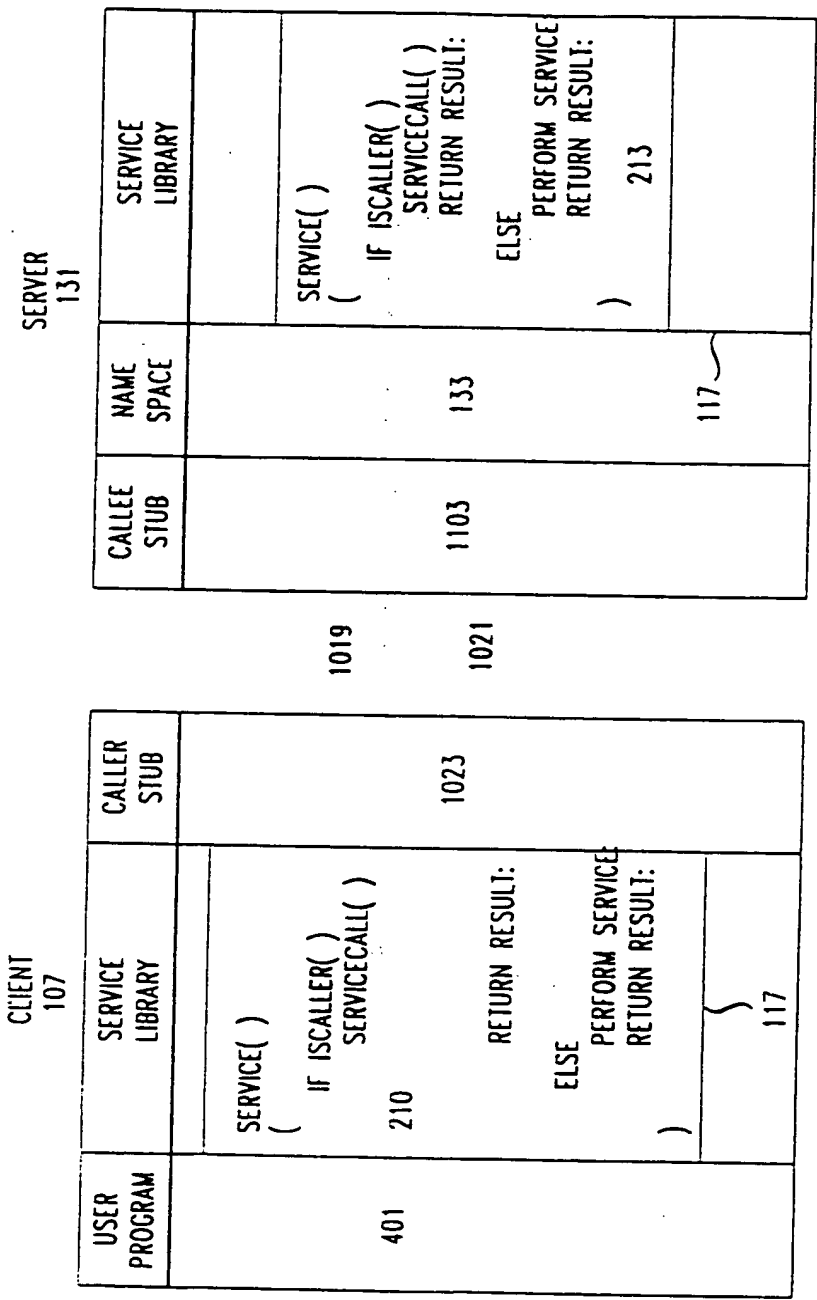 CLIENT
107
USER
PROGRAM
SERVICE
LIBRARY
CALLER
STUB
401
SERVICE( )
(
IF ISCALLER( )
SERVICECALL( )
210
RETURN RESULT:
ELSE
PERFORM SERVICE:
RETURN RESULT:
)
117
1023
1019
1021
SERVER
131
CALLEE
STUB
NAME
SPACE
SERVICE
LIBRARY
1103
133
117
SERVICE( )
(
IF ISCALLER( )
SERVICECALL( )
RETURN RESULT:
ELSE
PERFORM SERVICE:
RETURN RESULT:
)
213